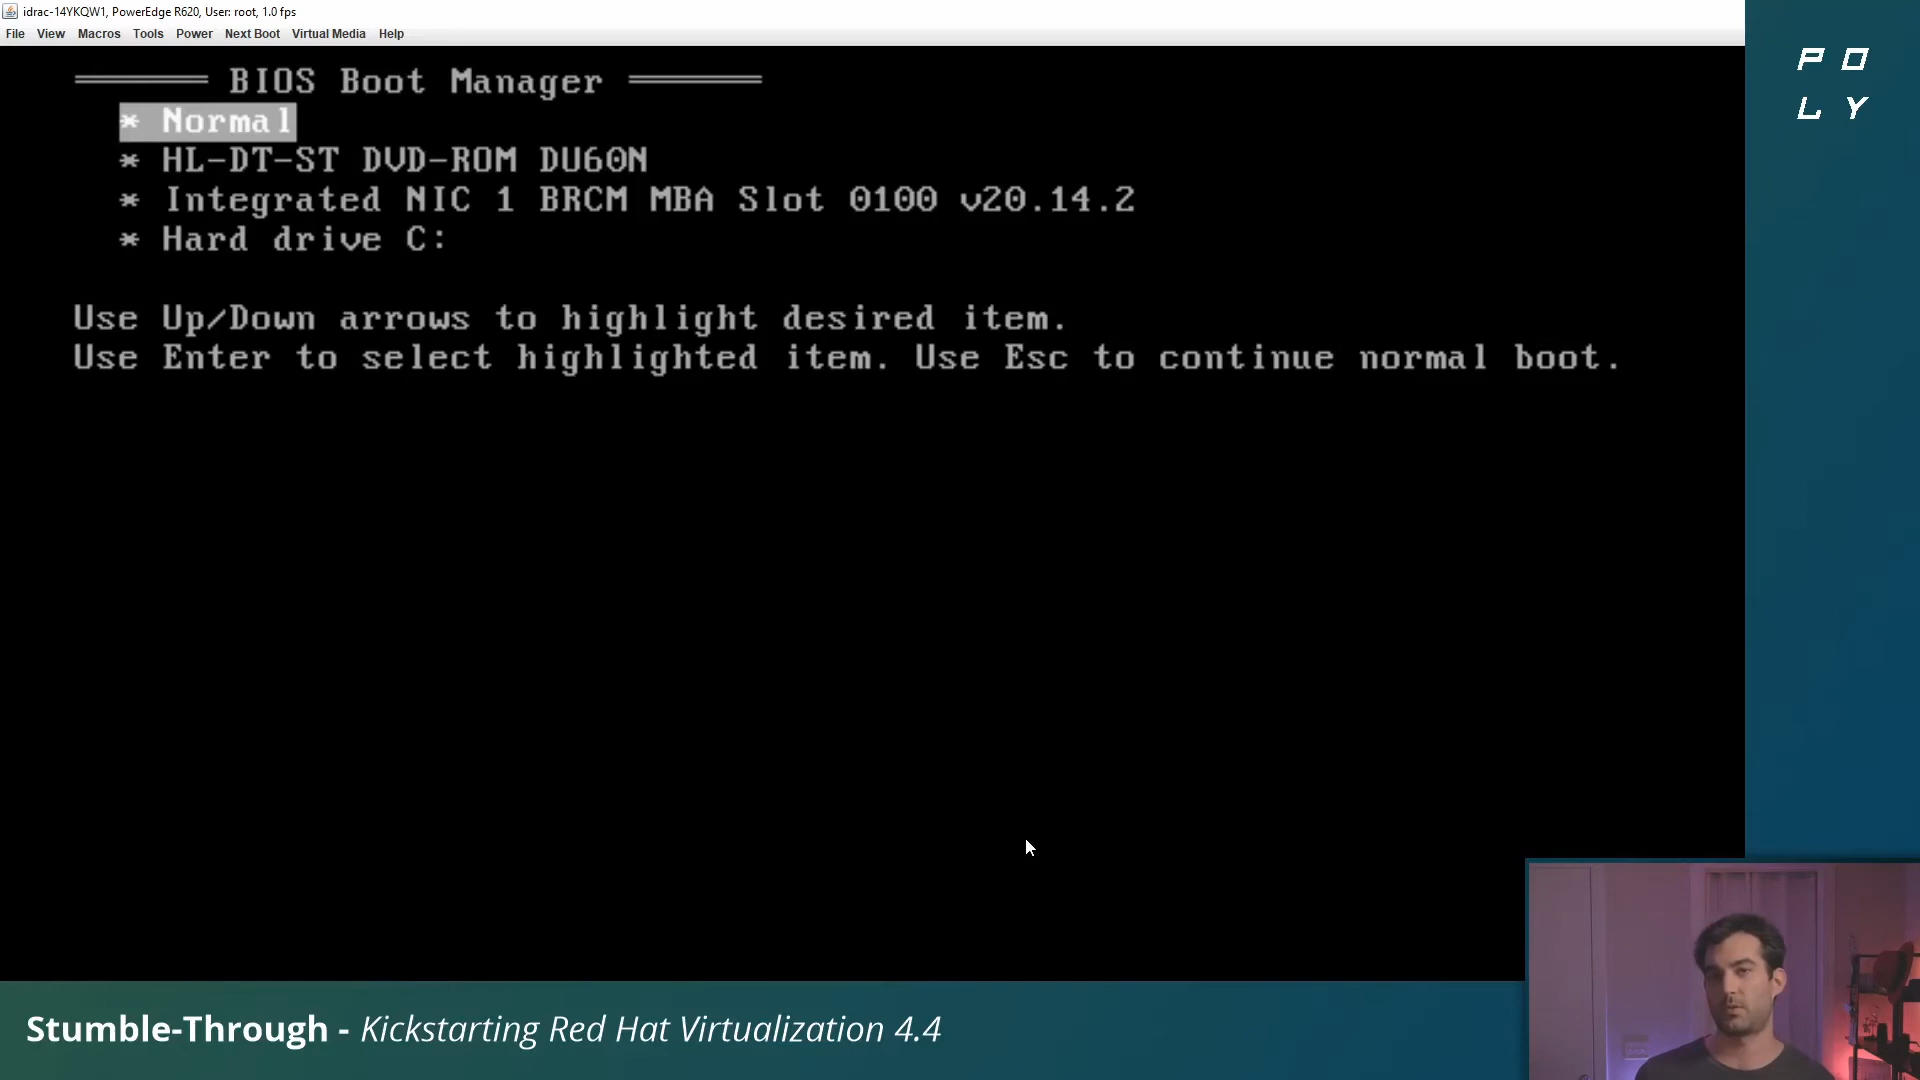 idrac-14YKQW1, PowerEdge R620, User: root, 1.0 fps
File View Macros Tools Power Next Boot Virtual Media Help
BIOS Boot Manager
* Normal
* HL-DT-ST DVD-ROM DU60N
* Integrated NIC 1 BRCM MBA Slot 0100 v20.14.2
* Hard drive C:
Use Up/Down arrows to highlight desired item.
Use Enter to select highlighted item. Use Esc to continue normal boot.
PO
LY
Stumble-Through - Kickstarting Red Hat Virtualization 4.4